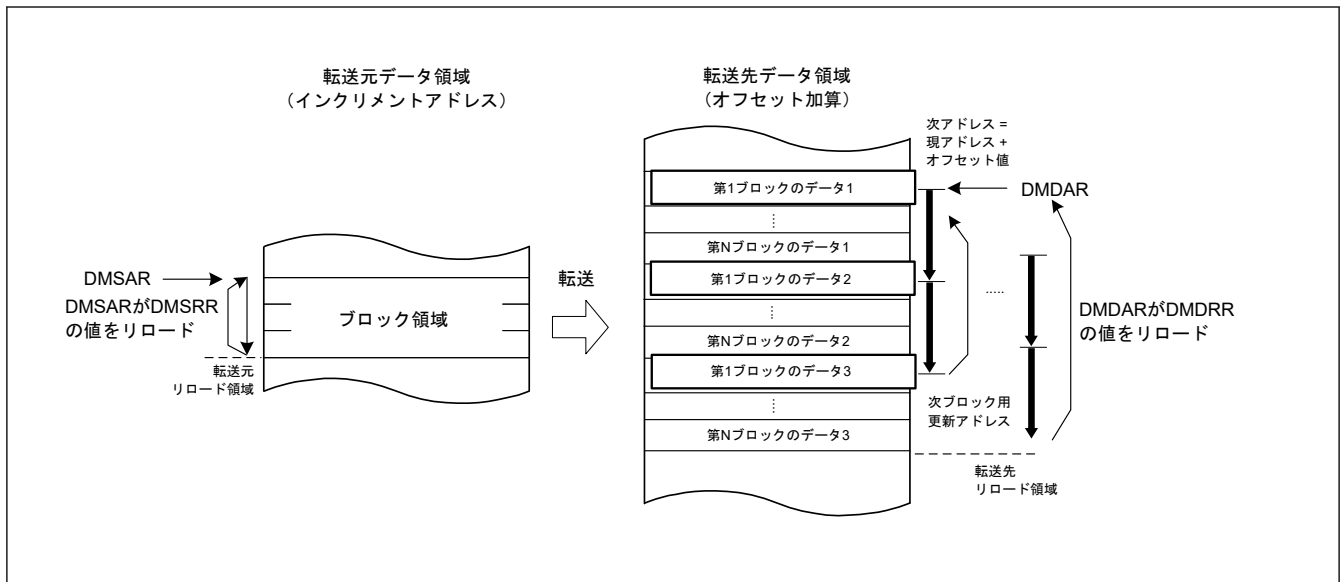 転送元データ領域
（インクリメントアドレス）
転送先データ領域
（オフセット加算）
次アドレス =
現アドレス +
オフセット値
第1ブロックのデータ1
DMDAR
⋮
第Nブロックのデータ1
DMSAR
DMSARがDMSRR
の値をリロード
ブロック領域
転送
第1ブロックのデータ2
.....
⋮
DMDARがDMDRR
の値をリロード
第Nブロックのデータ2
転送元
リロード領域
第1ブロックのデータ3
⋮
次ブロック用
更新アドレス
第Nブロックのデータ3
転送先
リロード領域